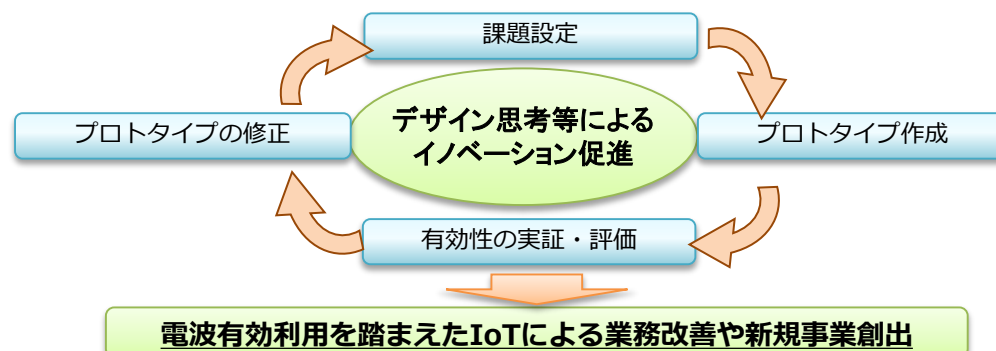 課題設定
デザイン思考等による
イノベーション促進
プロトタイプの修正
プロトタイプ作成
有効性の実証・評価
電波有効利用を踏まえたIoTによる業務改善や新規事業創出